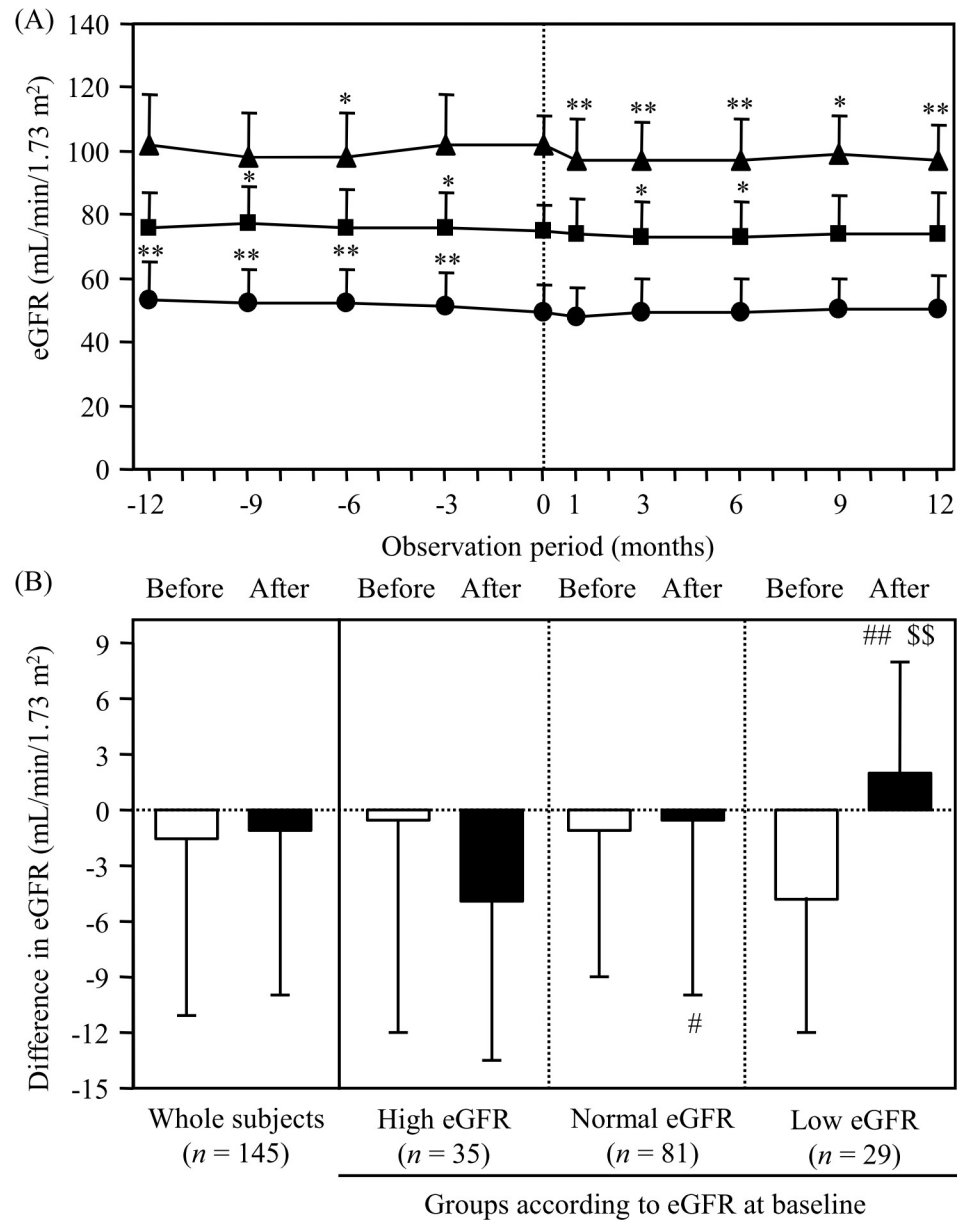 (A)
eGFR (mL/min/1.73 m²)
140
120
100
80
60
40
20
0
* ** ** ** * **
* * * *
** ** ** **
-12 -9 -6 -3 0 1 3 6 9 12
Observation period (months)
(B)
Before After Before After Before After Before After
Difference in eGFR (mL/min/1.73 m²)
9
6
3
0
-3
-6
-9
-12
-15
## $$
#
Whole subjects High eGFR Normal eGFR Low eGFR
(n = 145) (n = 35) (n = 81) (n = 29)
Groups according to eGFR at baseline